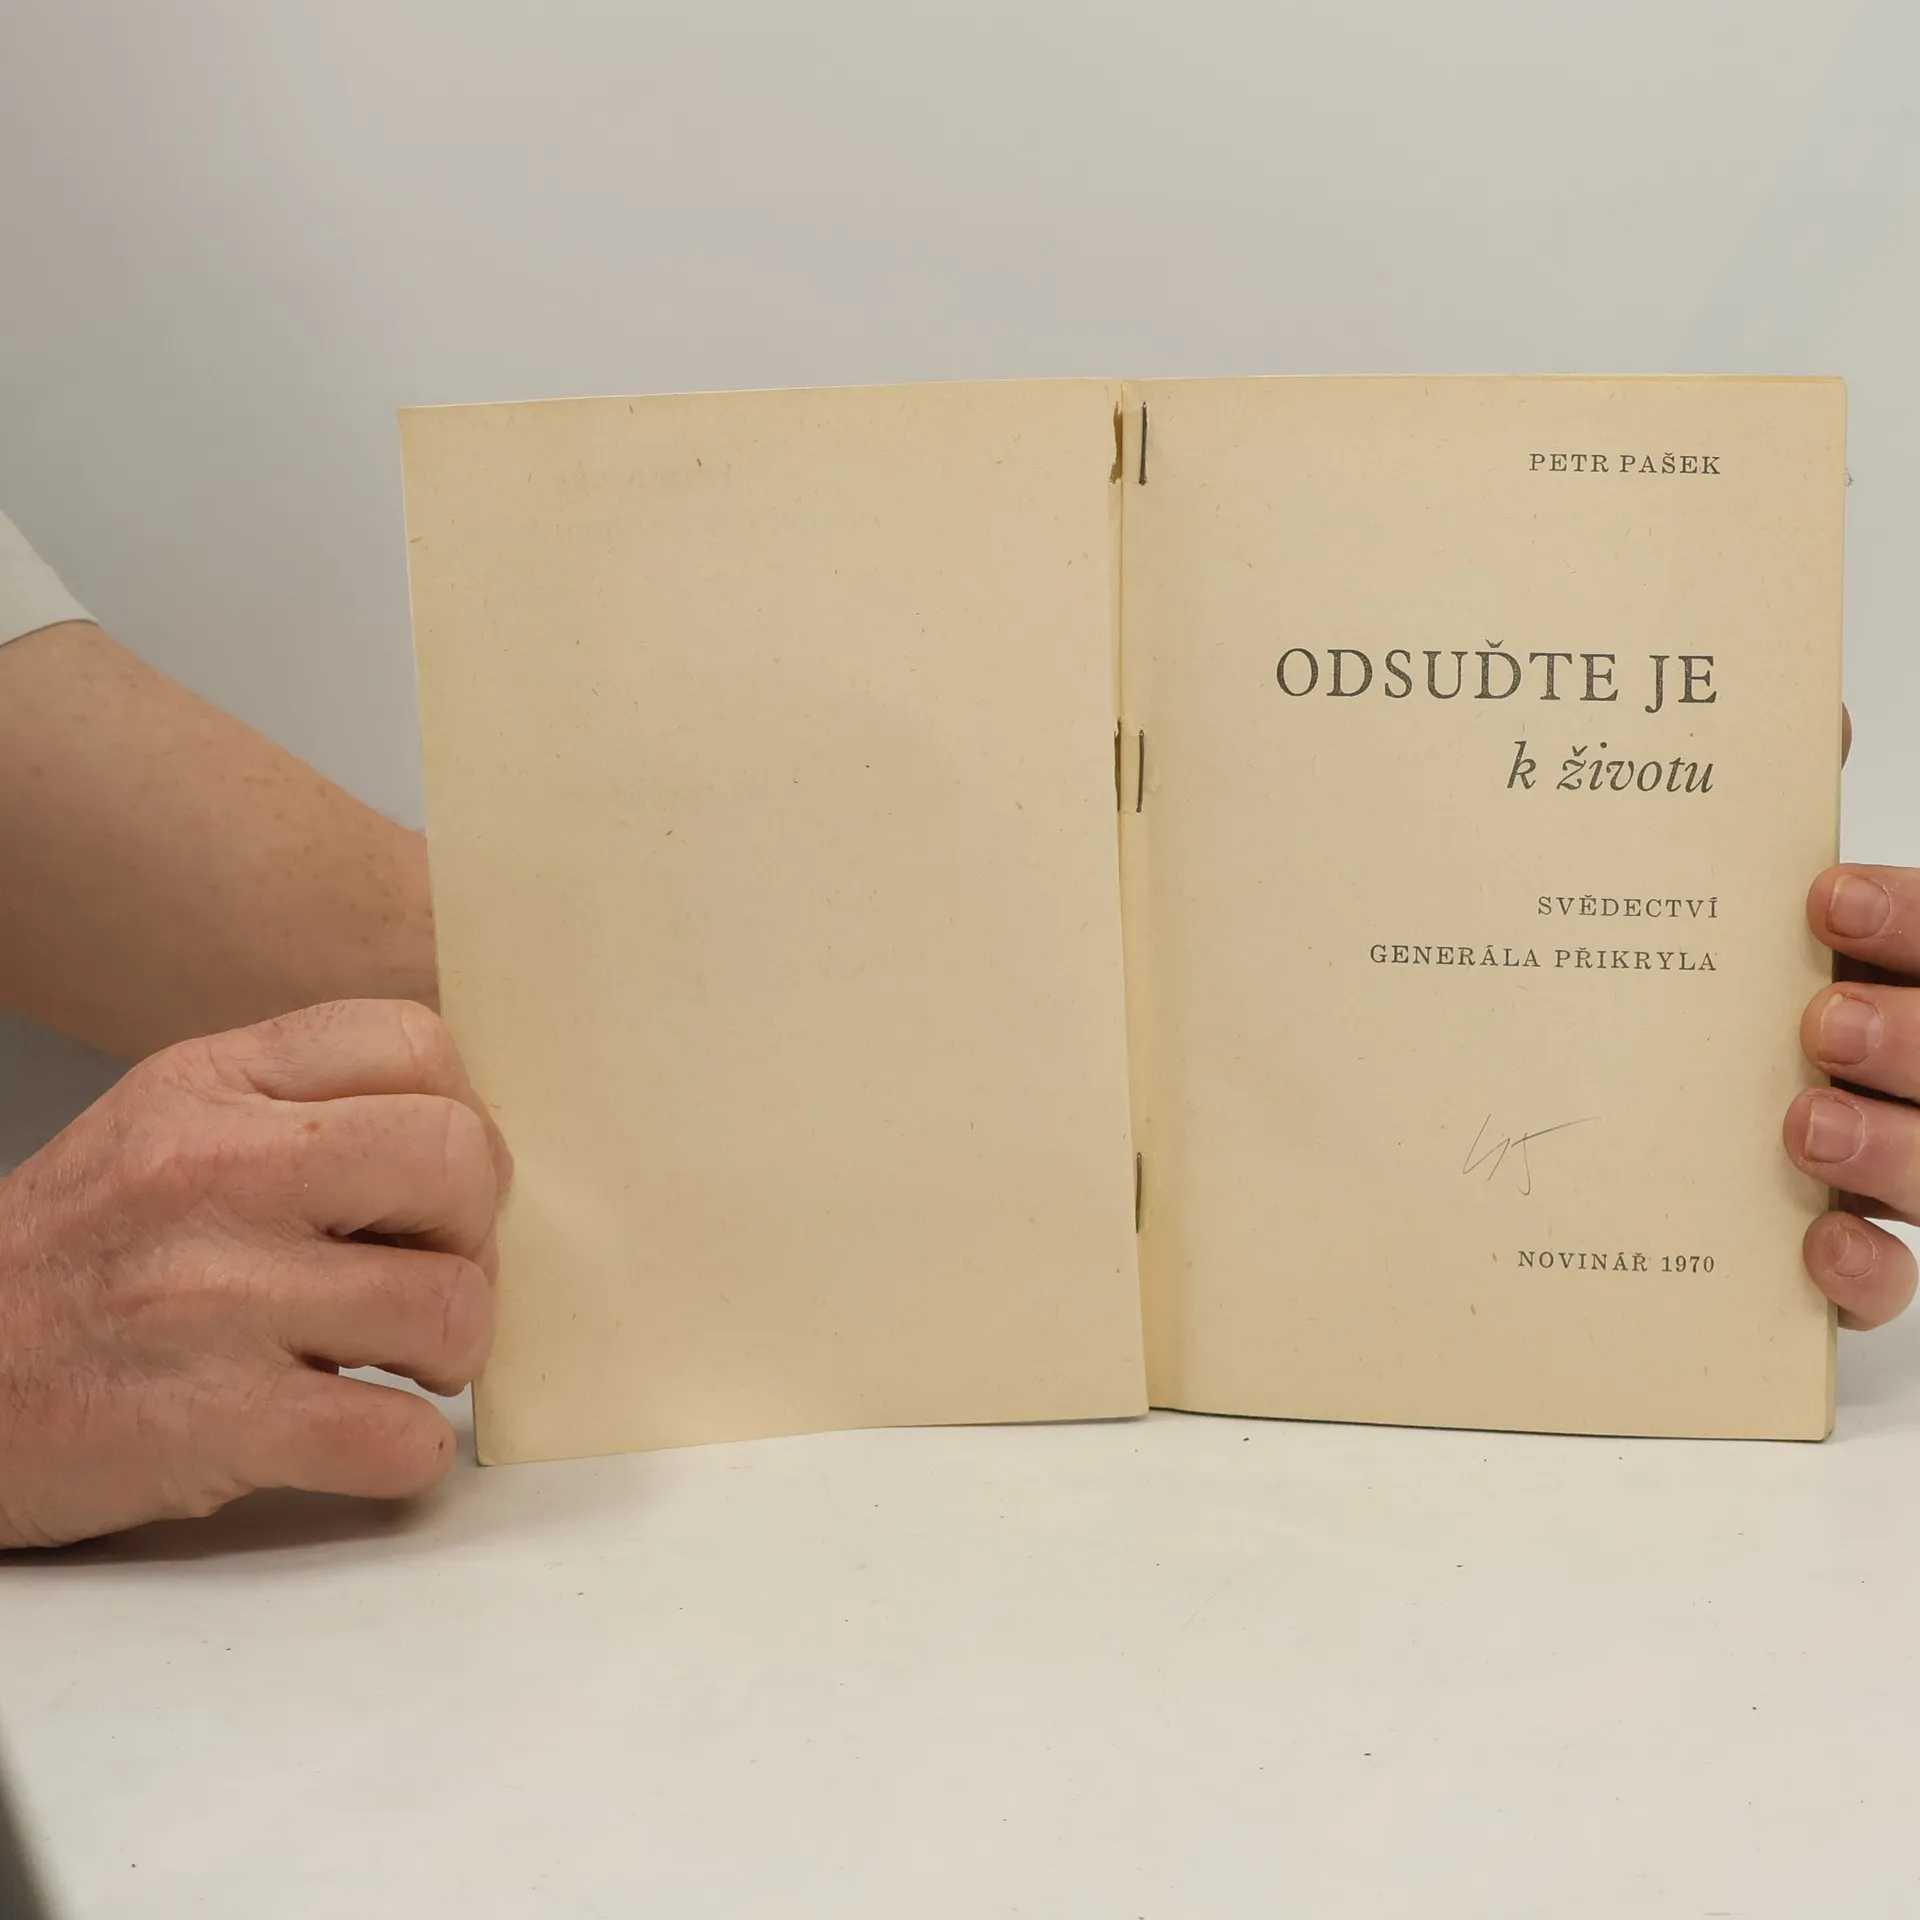 PETR PAŠEK
ODSUĎTE JE
k životu
SVĚDECTVÍ
GENERÁLA PŘIKRYLA
NOVINÁŘ 1970